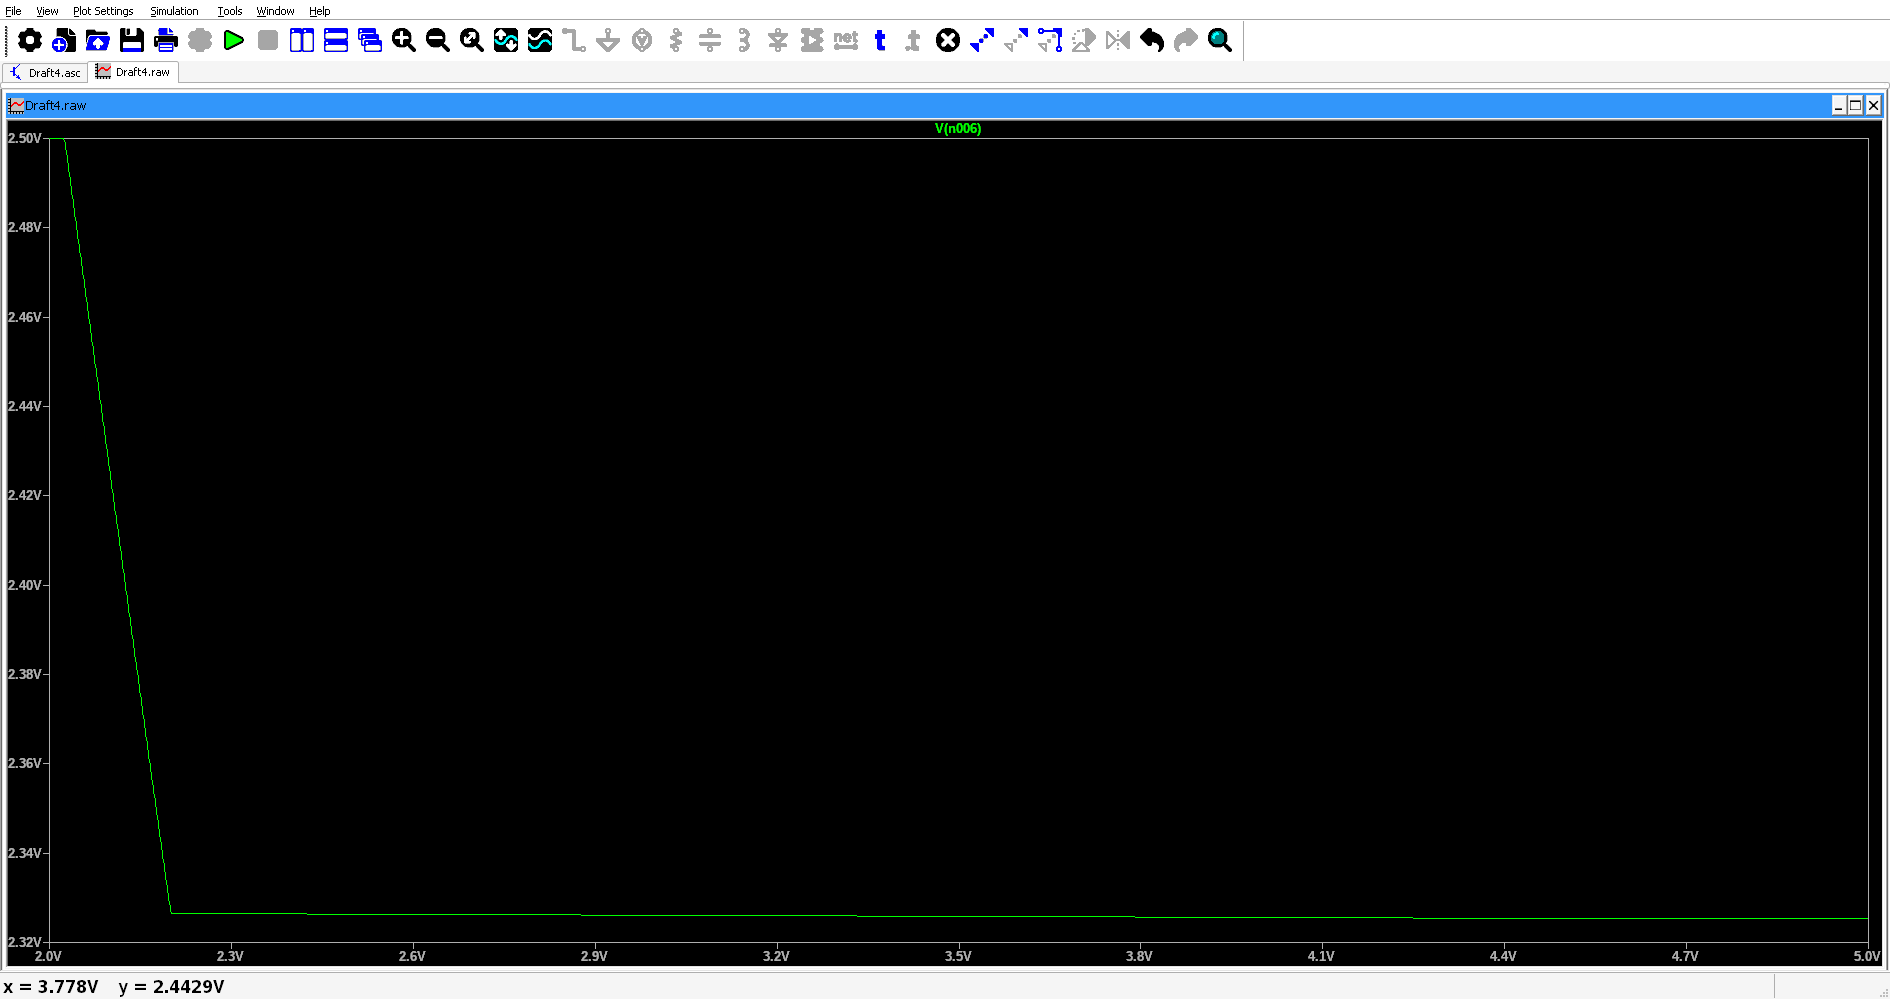 File View Plot Settings Simulation Tools Window Help
net t .t
Draft4.asc Draft4.raw
Draft4.raw
V(n006)
2.50V
2.48V
2.46V
2.44V
2.42V
2.40V
2.38V
2.36V
2.34V
2.32V
2.0V 2.3V 2.6V 2.9V 3.2V 3.5V 3.8V 4.1V 4.4V 4.7V 5.0V
x = 3.778V y = 2.4429V